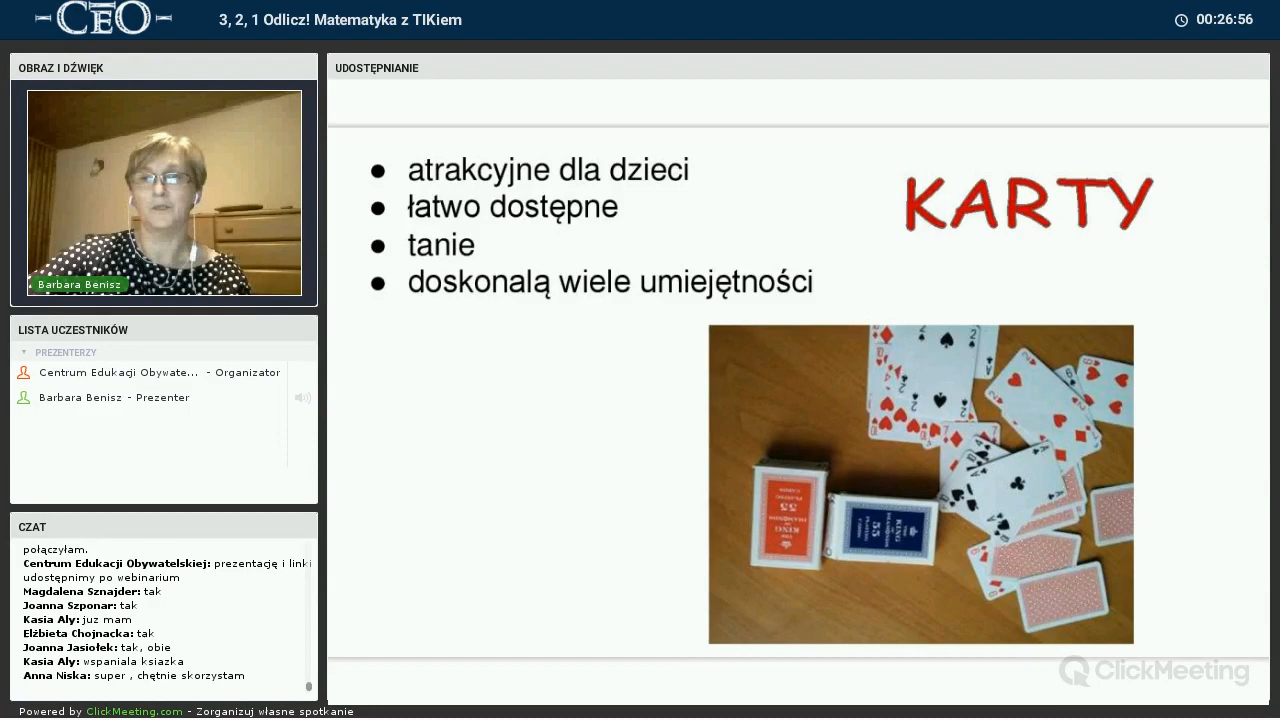 CEO
3, 2, 1 Odlicz! Matematyka z TIKiem
00:26:56
OBRAZ I DŹWIĘK
Barbara Benisz
LISTA UCZESTNIKÓW
PREZENTERZY
Centrum Edukacji Obywate... - Organizator
Barbara Benisz - Prezenter
CZAT
połączyłam.
Centrum Edukacji Obywatelskiej: prezentację i linki
udostępnimy po webinarium
Magdalena Sznajder: tak
Joanna Szponar: tak
Kasia Aly: juz mam
Elżbieta Chojnacka: tak
Joanna Jasiołek: tak, obie
Kasia Aly: wspaniala ksiazka
Anna Niska: super , chętnie skorzystam
UDOSTĘPNIANIE
● atrakcyjne dla dzieci
● łatwo dostępne
● tanie
● doskonalą wiele umiejętności
KARTY
ClickMeeting
Powered by ClickMeeting.com - Zorganizuj własne spotkanie